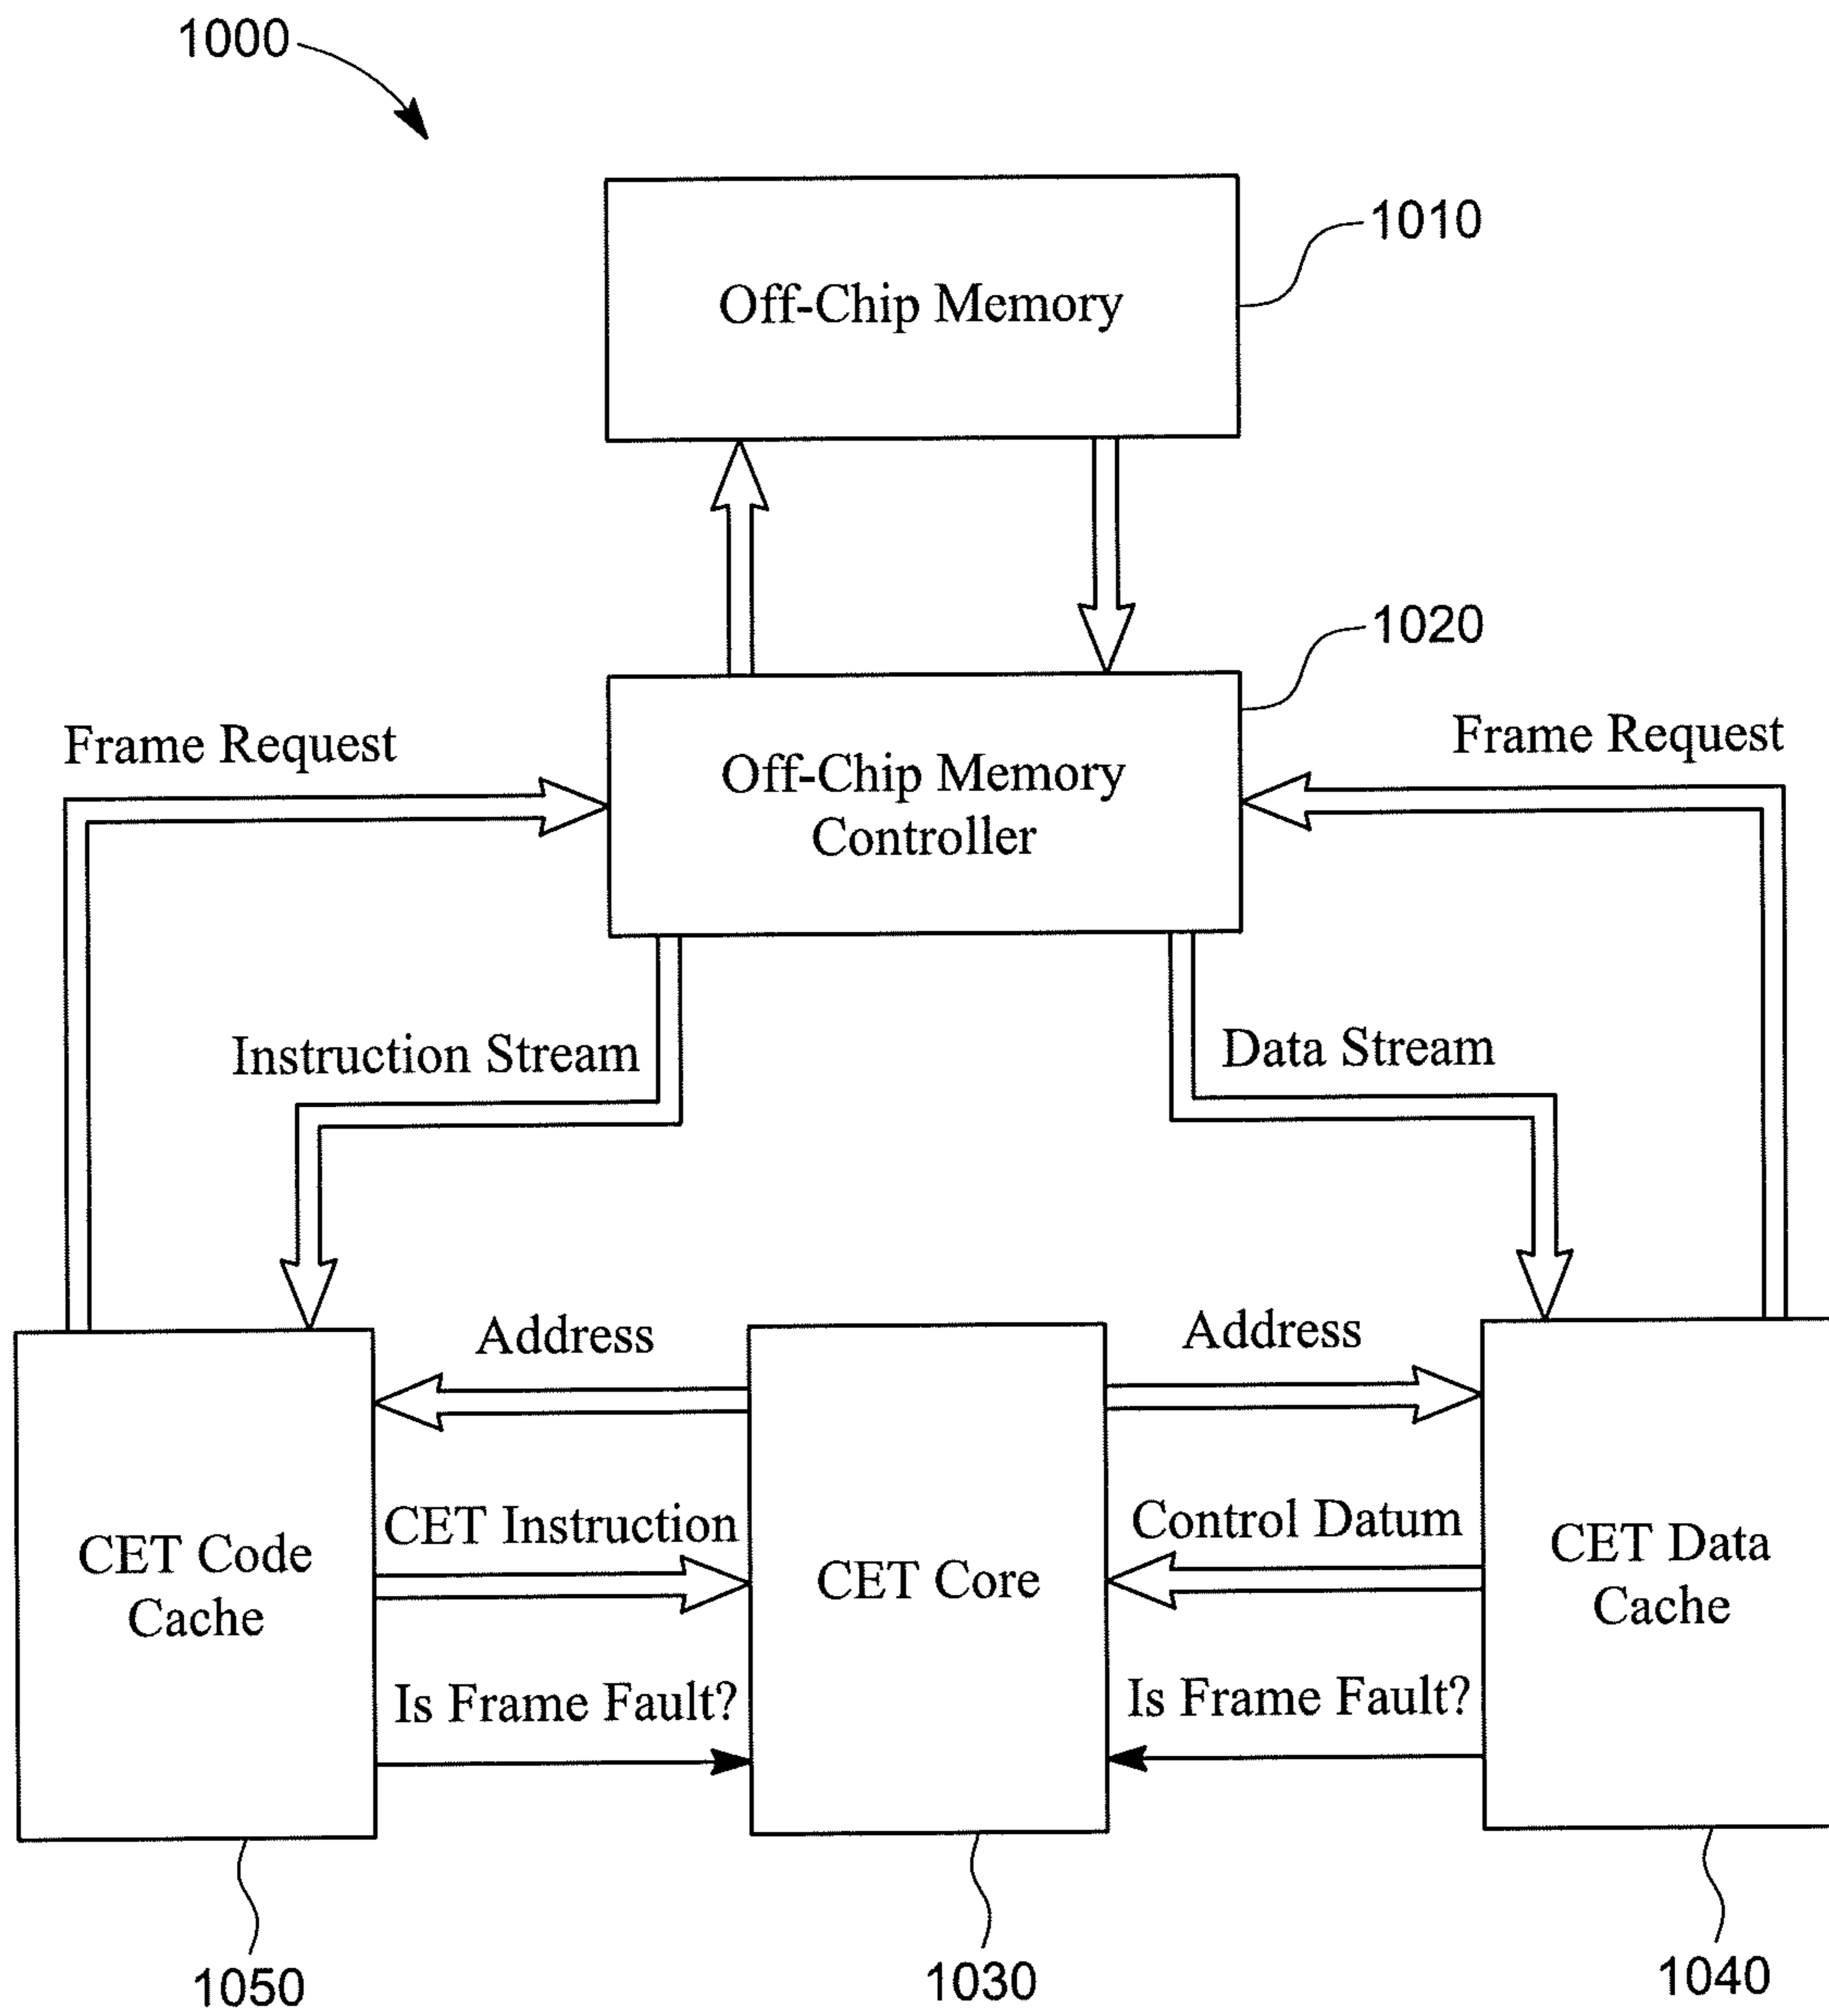 1000
1010
Off-Chip Memory
1020
Frame Request
Frame Request
Off-Chip Memory
Controller
Instruction Stream
Data Stream
Address
Address
CET Instruction
Control Datum
CET Code
Cache
CET Core
CET Data
Cache
Is Frame Fault?
Is Frame Fault?
1050
1030
1040